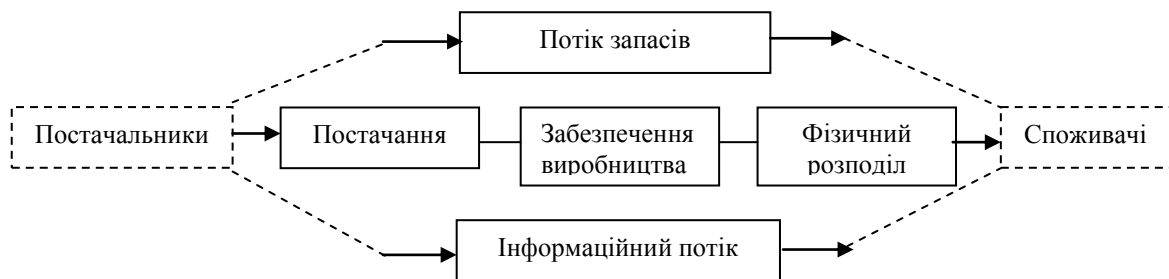 Потік запасів
Постачальники
Постачання
Забезпечення
виробництва
Фізичний
розподіл
Споживачі
Інформаційний потік